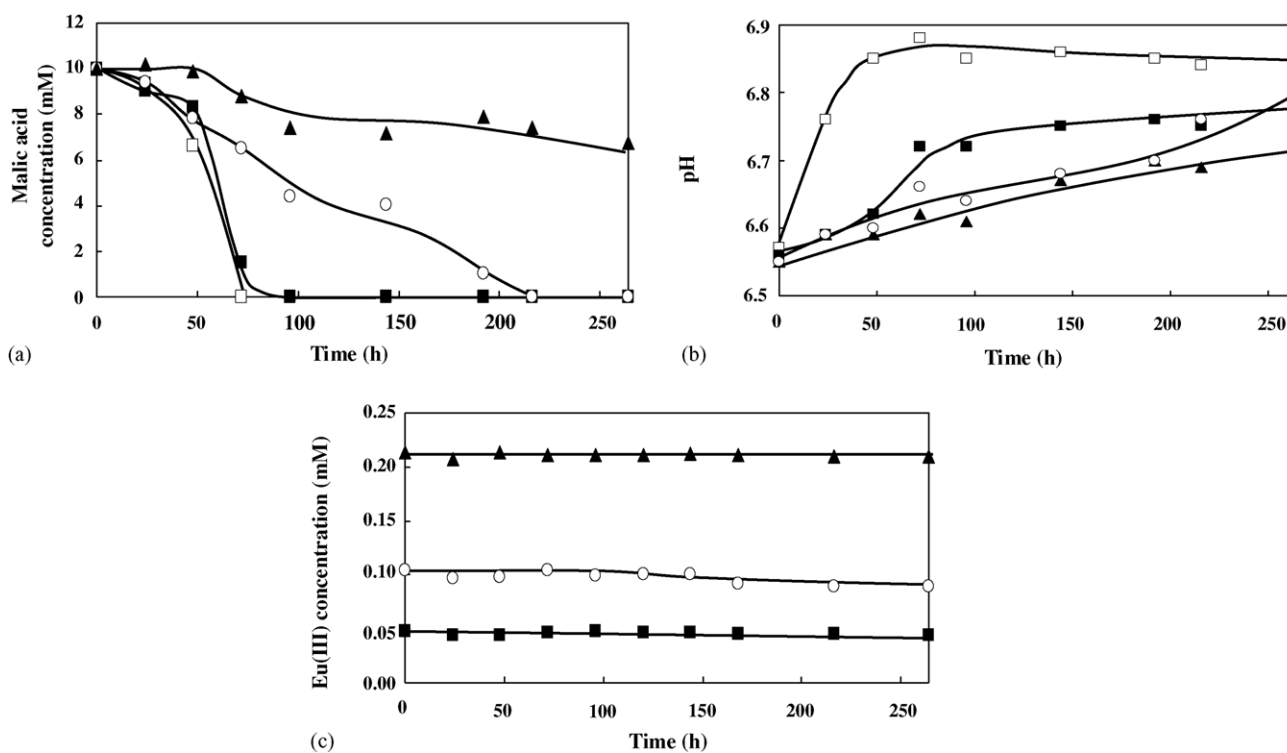 12
10
8
6
4
2
0
Malic acid
concentration (mM)
0 50 100 150 200 250
Time (h)
(a)
6.9
6.8
6.7
6.6
6.5
pH
0 50 100 150 200 250
Time (h)
(b)
0.25
0.20
0.15
0.10
0.05
0.00
Eu(III) concentration (mM)
0 50 100 150 200 250
Time (h)
(c)